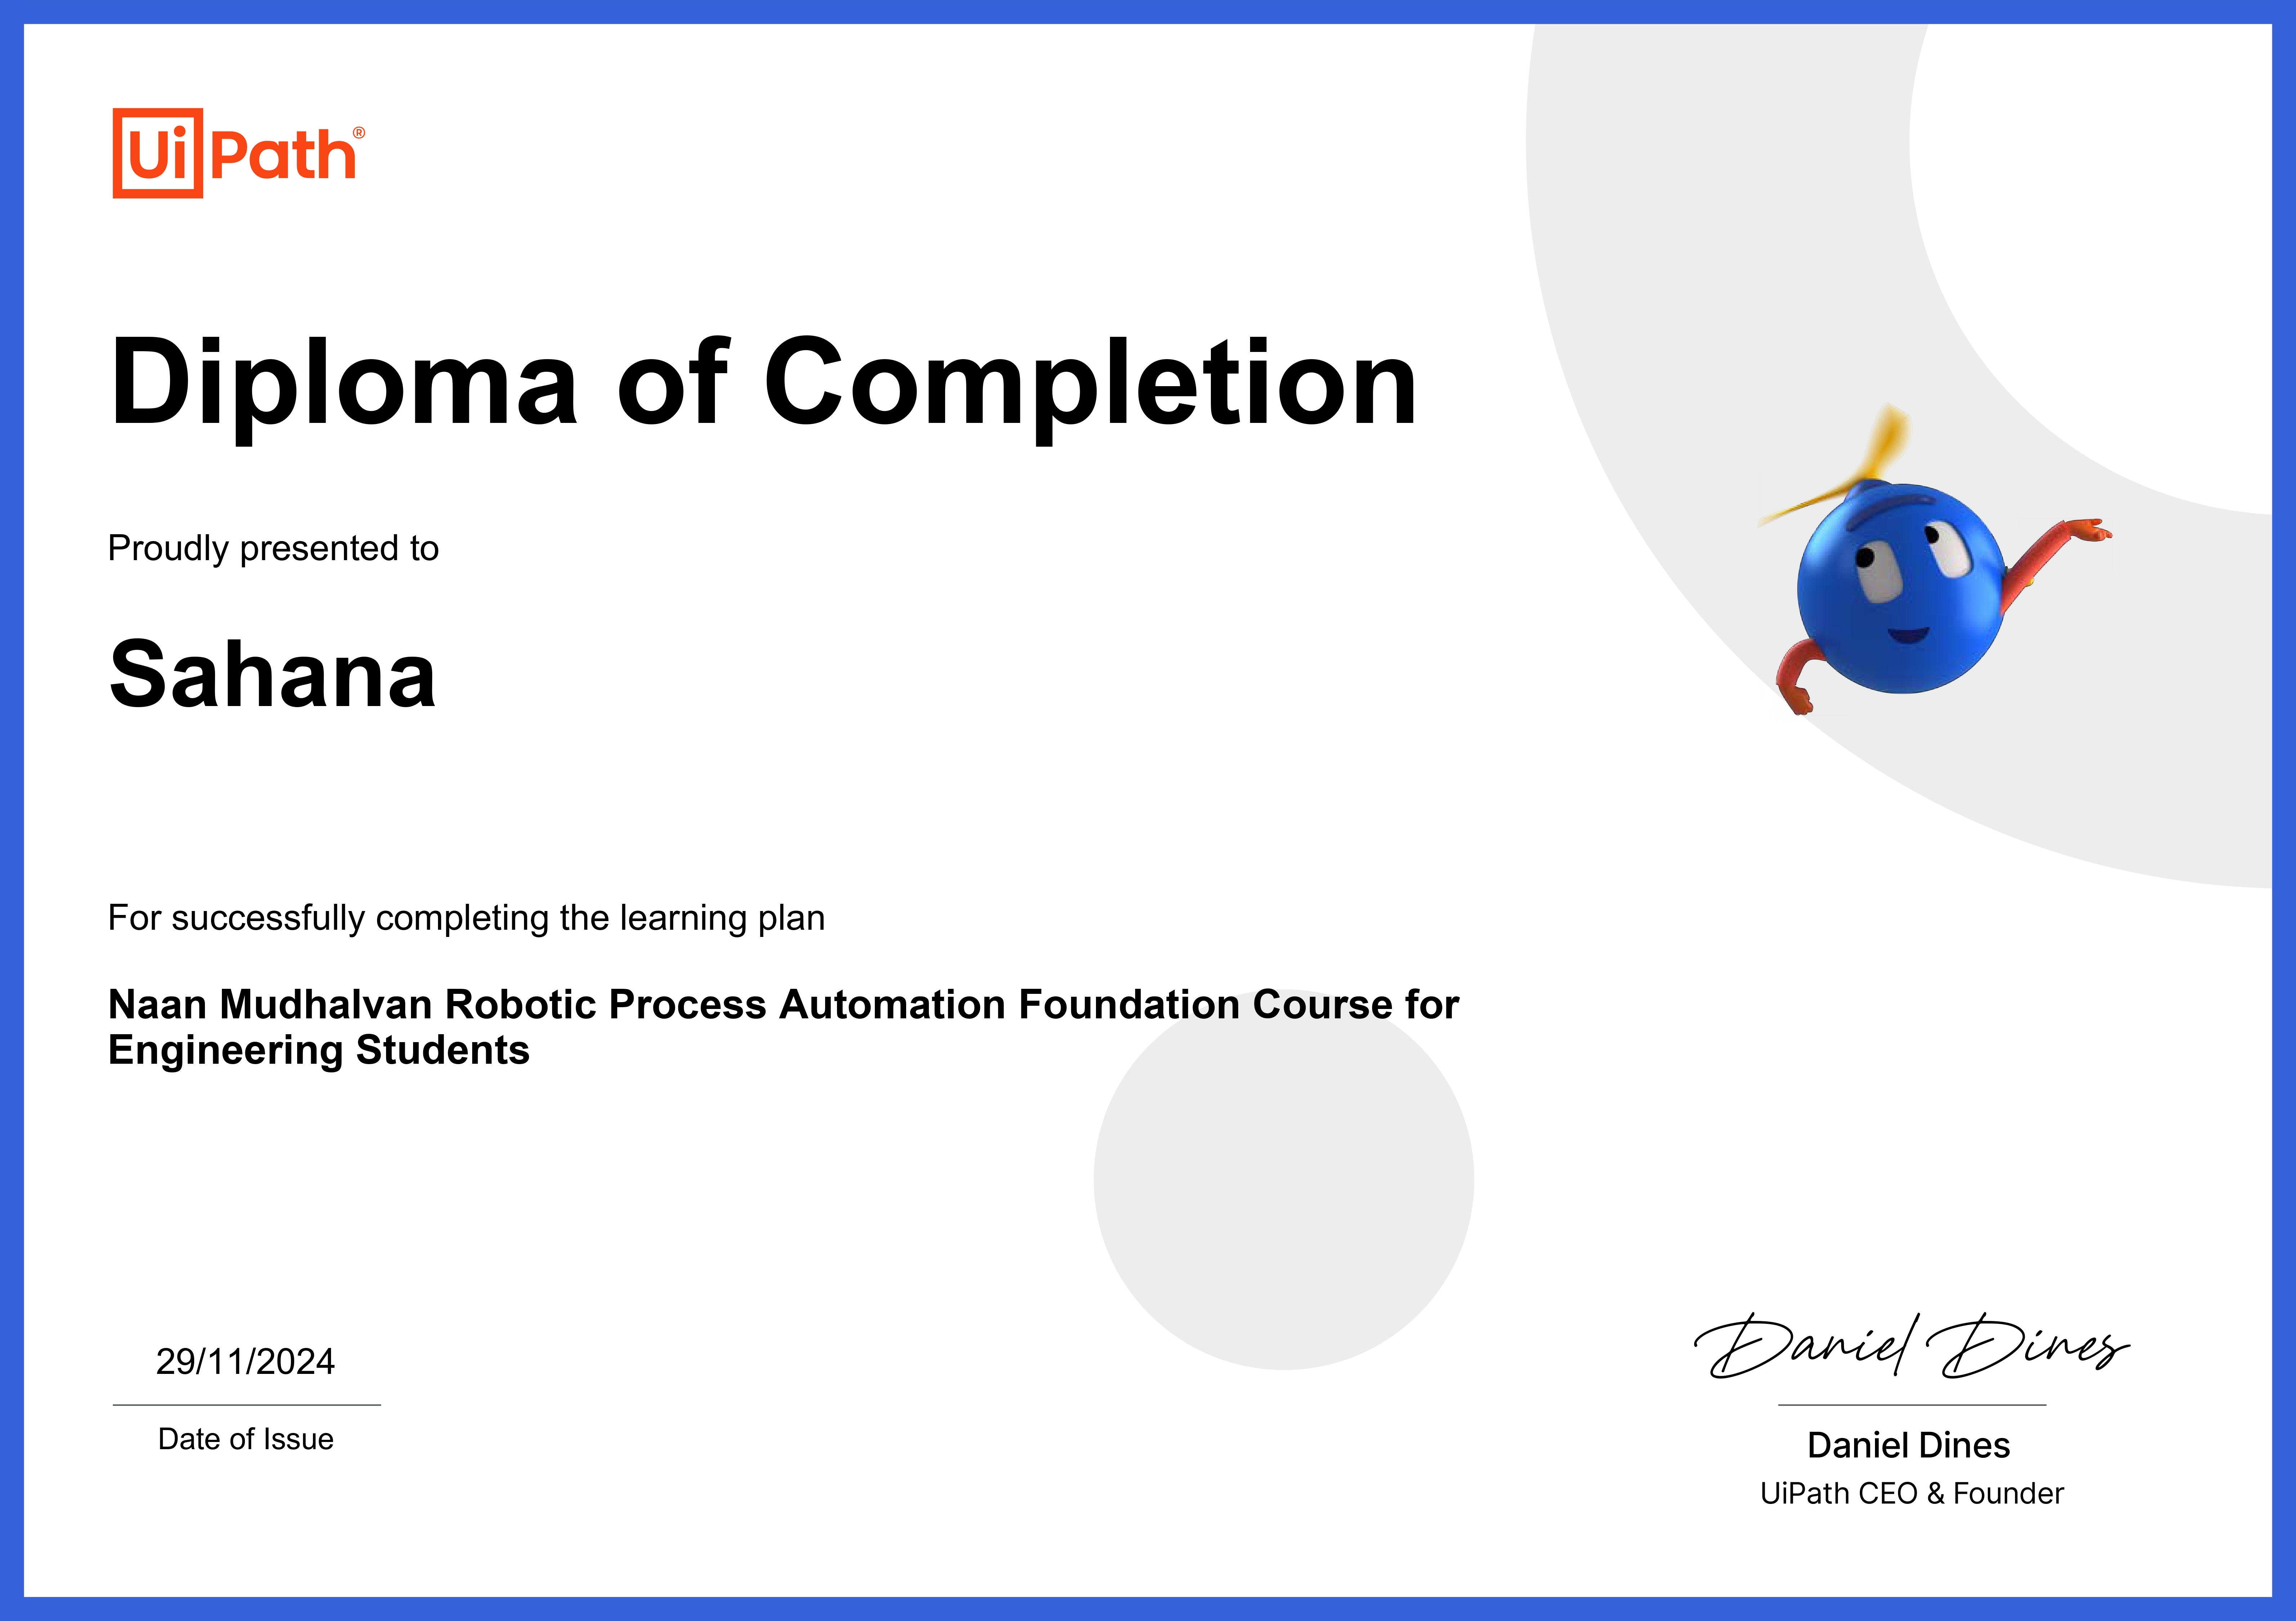 UiPath®
Diploma of Completion
Proudly presented to
Sahana
For successfully completing the learning plan
Naan Mudhalvan Robotic Process Automation Foundation Course for
Engineering Students
29/11/2024
Date of Issue
Daniel Dines
Daniel Dines
UiPath CEO & Founder